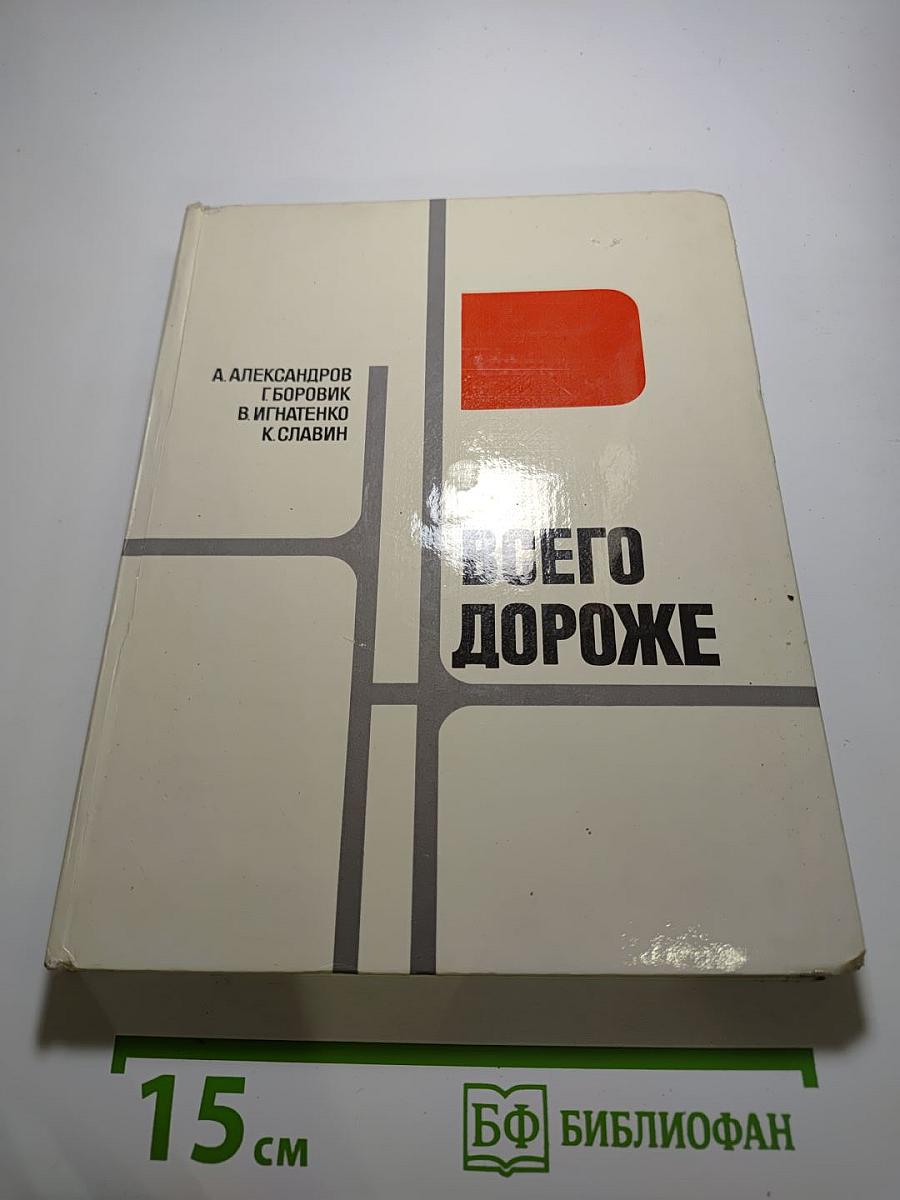 А. АЛЕКСАНДРОВ
Г. БОРОВИК
В. ИГНАТЕНКО
К. СЛАВИН
ВСЕГО
ДОРОЖЕ
15 см
БФ БИБЛИОФАН